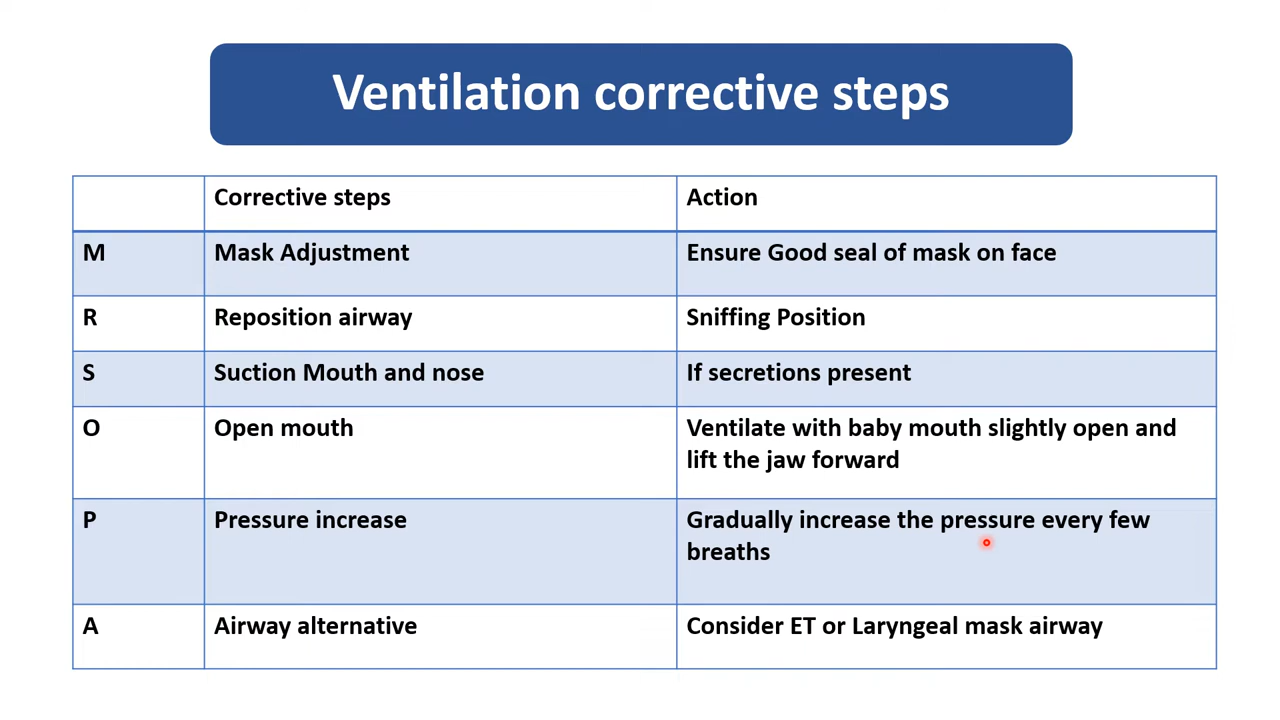 Ventilation corrective steps
Corrective steps Action
M Mask Adjustment Ensure Good seal of mask on face
R Reposition airway Sniffing Position
S Suction Mouth and nose If secretions present
O Open mouth Ventilate with baby mouth slightly open and
lift the jaw forward
P Pressure increase Gradually increase the pressure every few
breaths
A Airway alternative Consider ET or Laryngeal mask airway